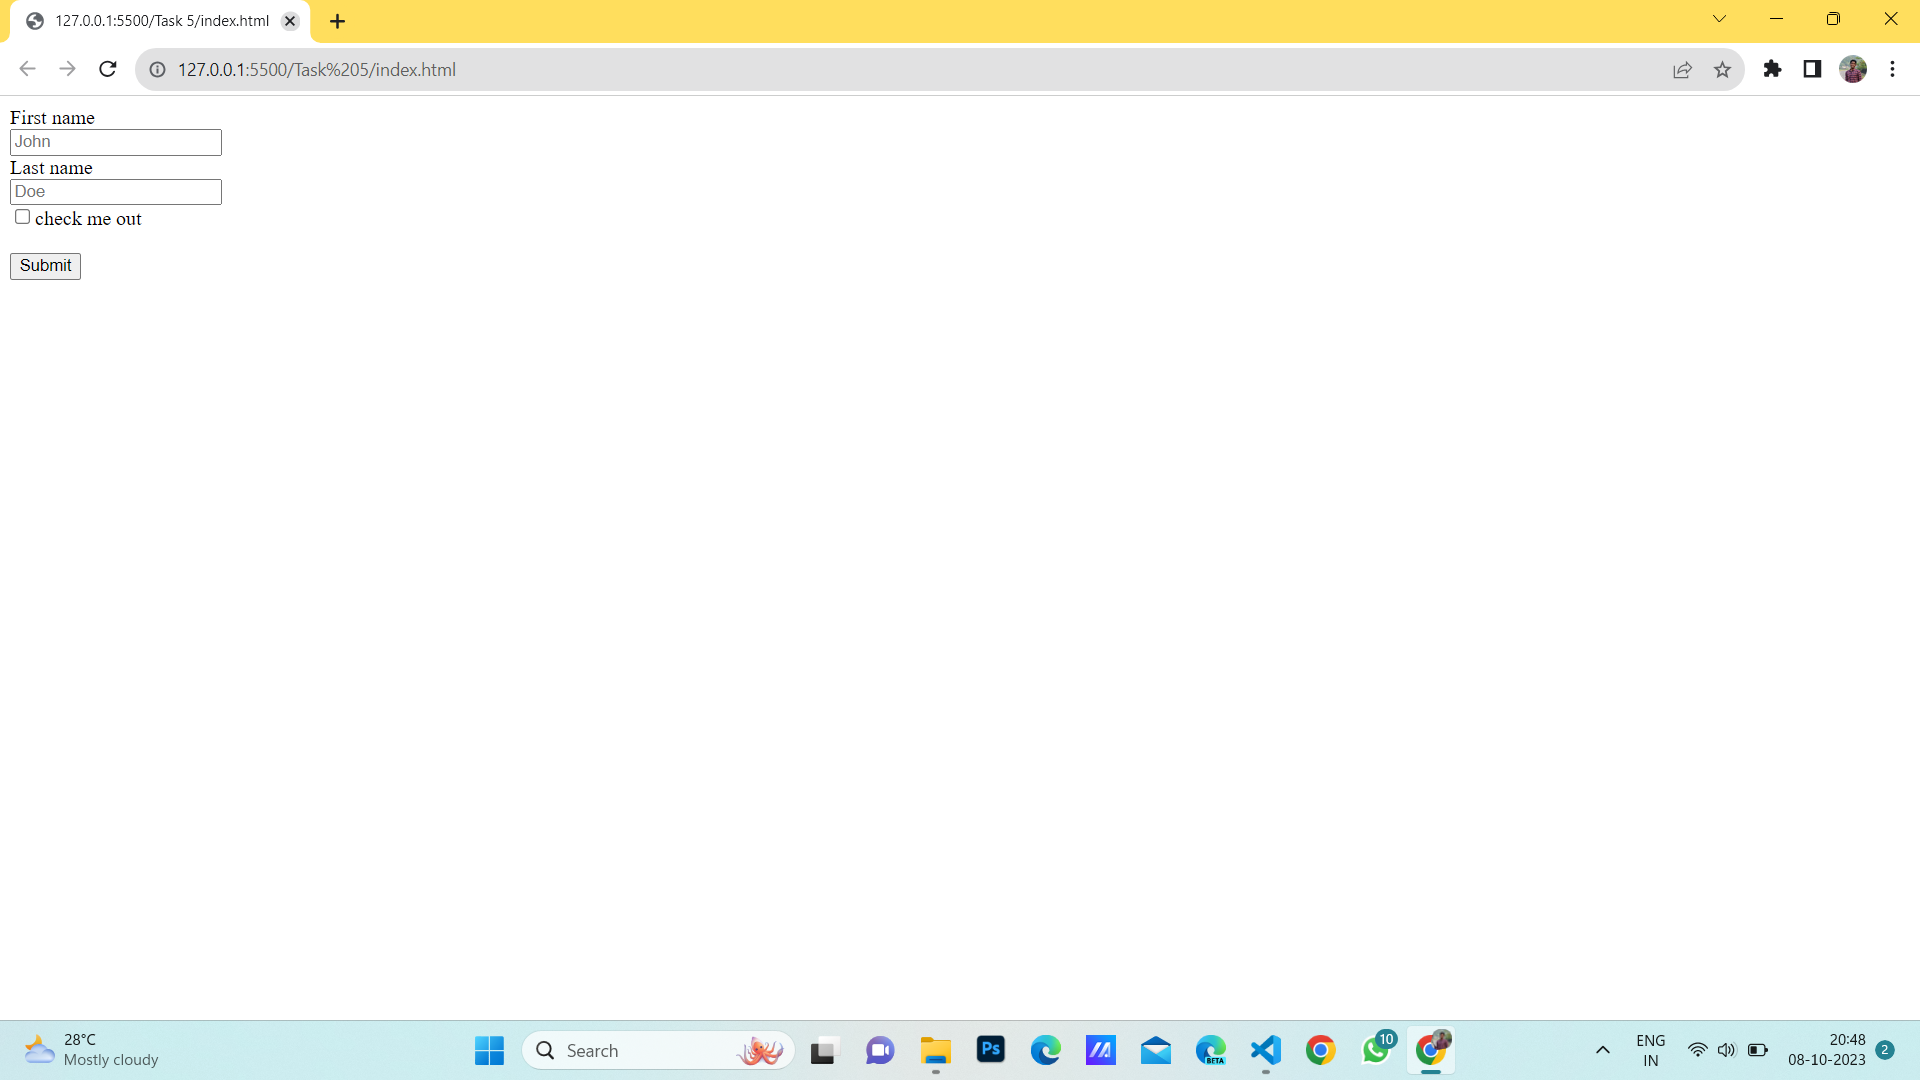 127.0.0.1:5500/Task 5/index.html
127.0.0.1:5500/Task%205/index.html
First name
John
Last name
Doe
check me out
Submit
28°C
Mostly cloudy
Search
Ps
BETA
10
ENG
IN
20:48
08-10-2023
2